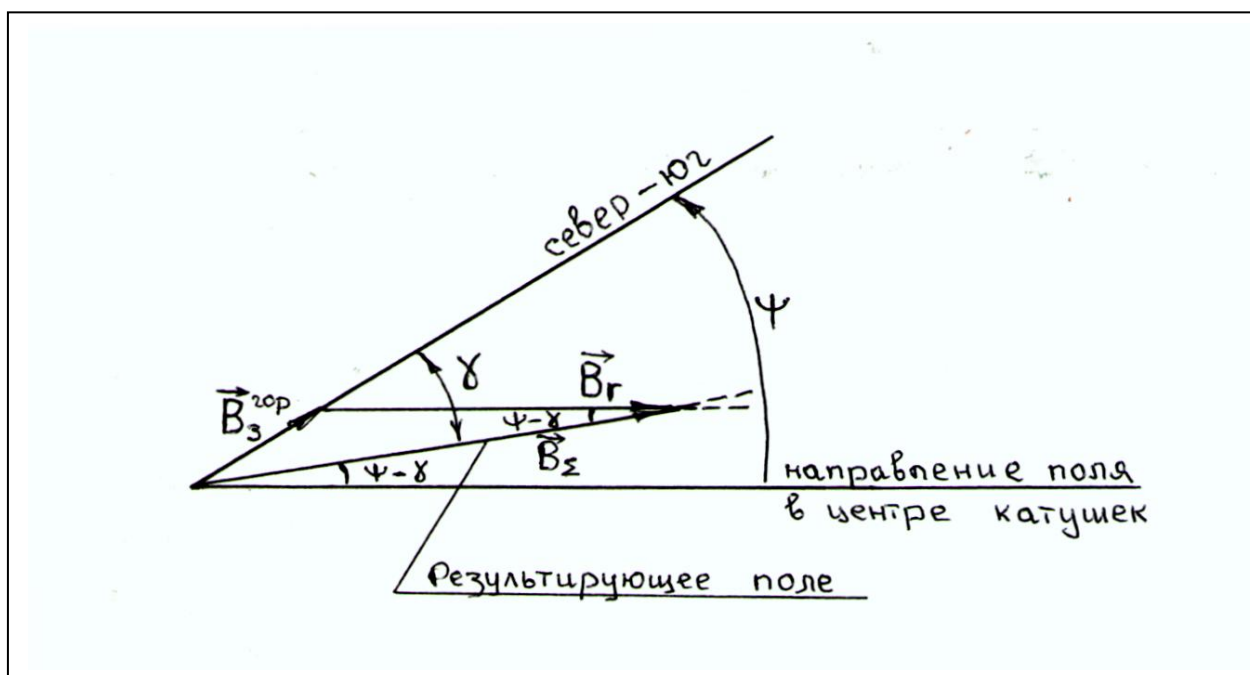 север - юг
ψ
γ
B⃗з гор
B⃗г
ψ-γ
B⃗Σ
ψ-γ
направление поля
в центре катушек
Результирующее поле